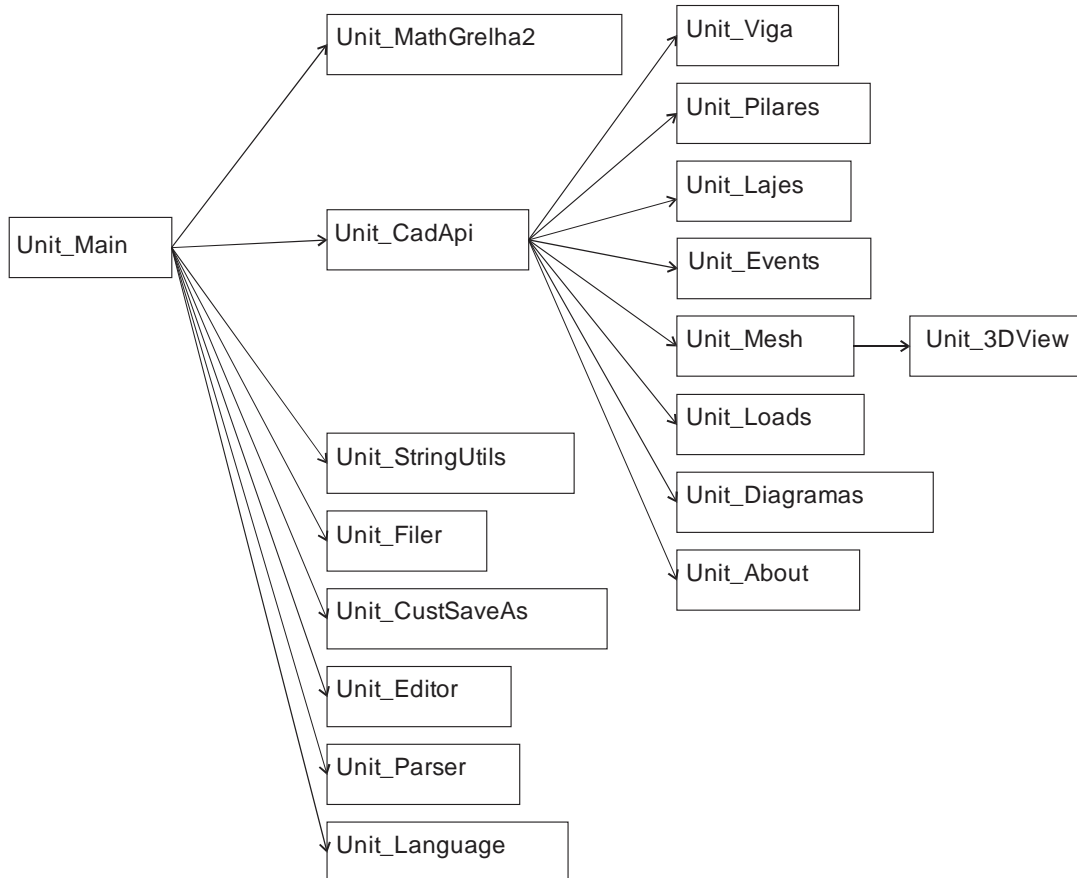 Unit_Main
Unit_MathGrelha2
Unit_CadApi
Unit_StringUtils
Unit_Filer
Unit_CustSaveAs
Unit_Editor
Unit_Parser
Unit_Language
Unit_Viga
Unit_Pilares
Unit_Lajes
Unit_Events
Unit_Mesh
Unit_Loads
Unit_Diagramas
Unit_About
Unit_3DView